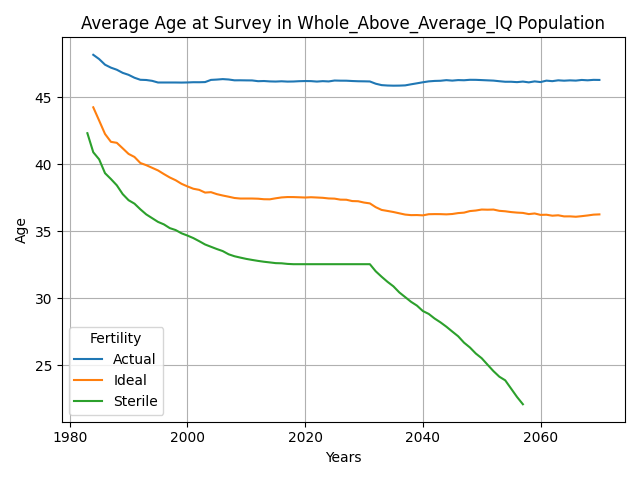 Average Age at Survey in Whole_Above_Average_IQ Population
Age
45
40
35
30
25
Fertility
Actual
Ideal
Sterile
1980
2000
2020
2040
2060
Years